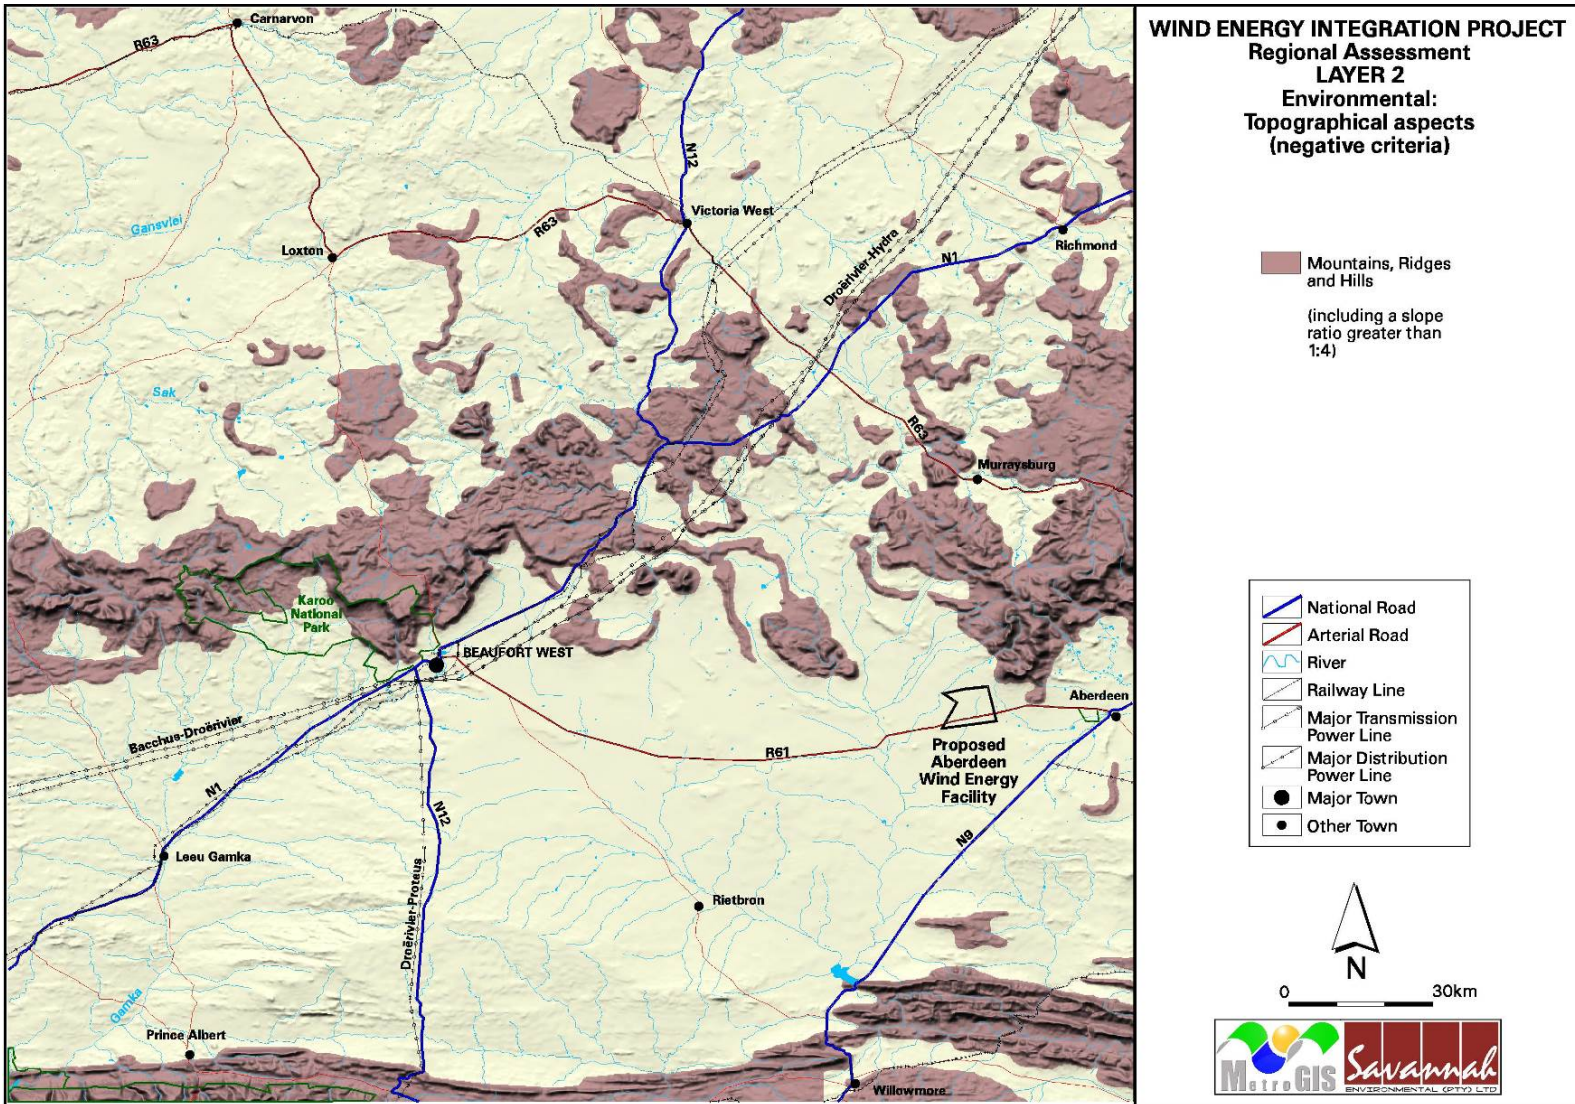 WIND ENERGY INTEGRATION PROJECT
Regional Assessment
LAYER 2
Environmental:
Topographical aspects
(negative criteria)
Mountains, Ridges
and Hills
(including a slope
ratio greater than
1:4)
National Road
Arterial Road
River
Railway Line
Major Transmission
Power Line
Major Distribution
Power Line
Major Town
Other Town
N
0 30km
MetroGIS
Savannah
ENVIRONMENTAL (PTY) LTD
Carnarvon
R63
N12
Gansvlei
Loxton
R63
Victoria West
Droërivier-Hydra
N1
Richmond
Sak
R63
Murraysburg
Karoo
National
Park
BEAUFORT WEST
Bacchus-Droërivier
Aberdeen
R61
Proposed
Aberdeen
Wind Energy
Facility
N1
N12
N9
Leeu Gamka
Droërivier-Proteus
Rietbron
Gamka
Prince Albert
Willowmore